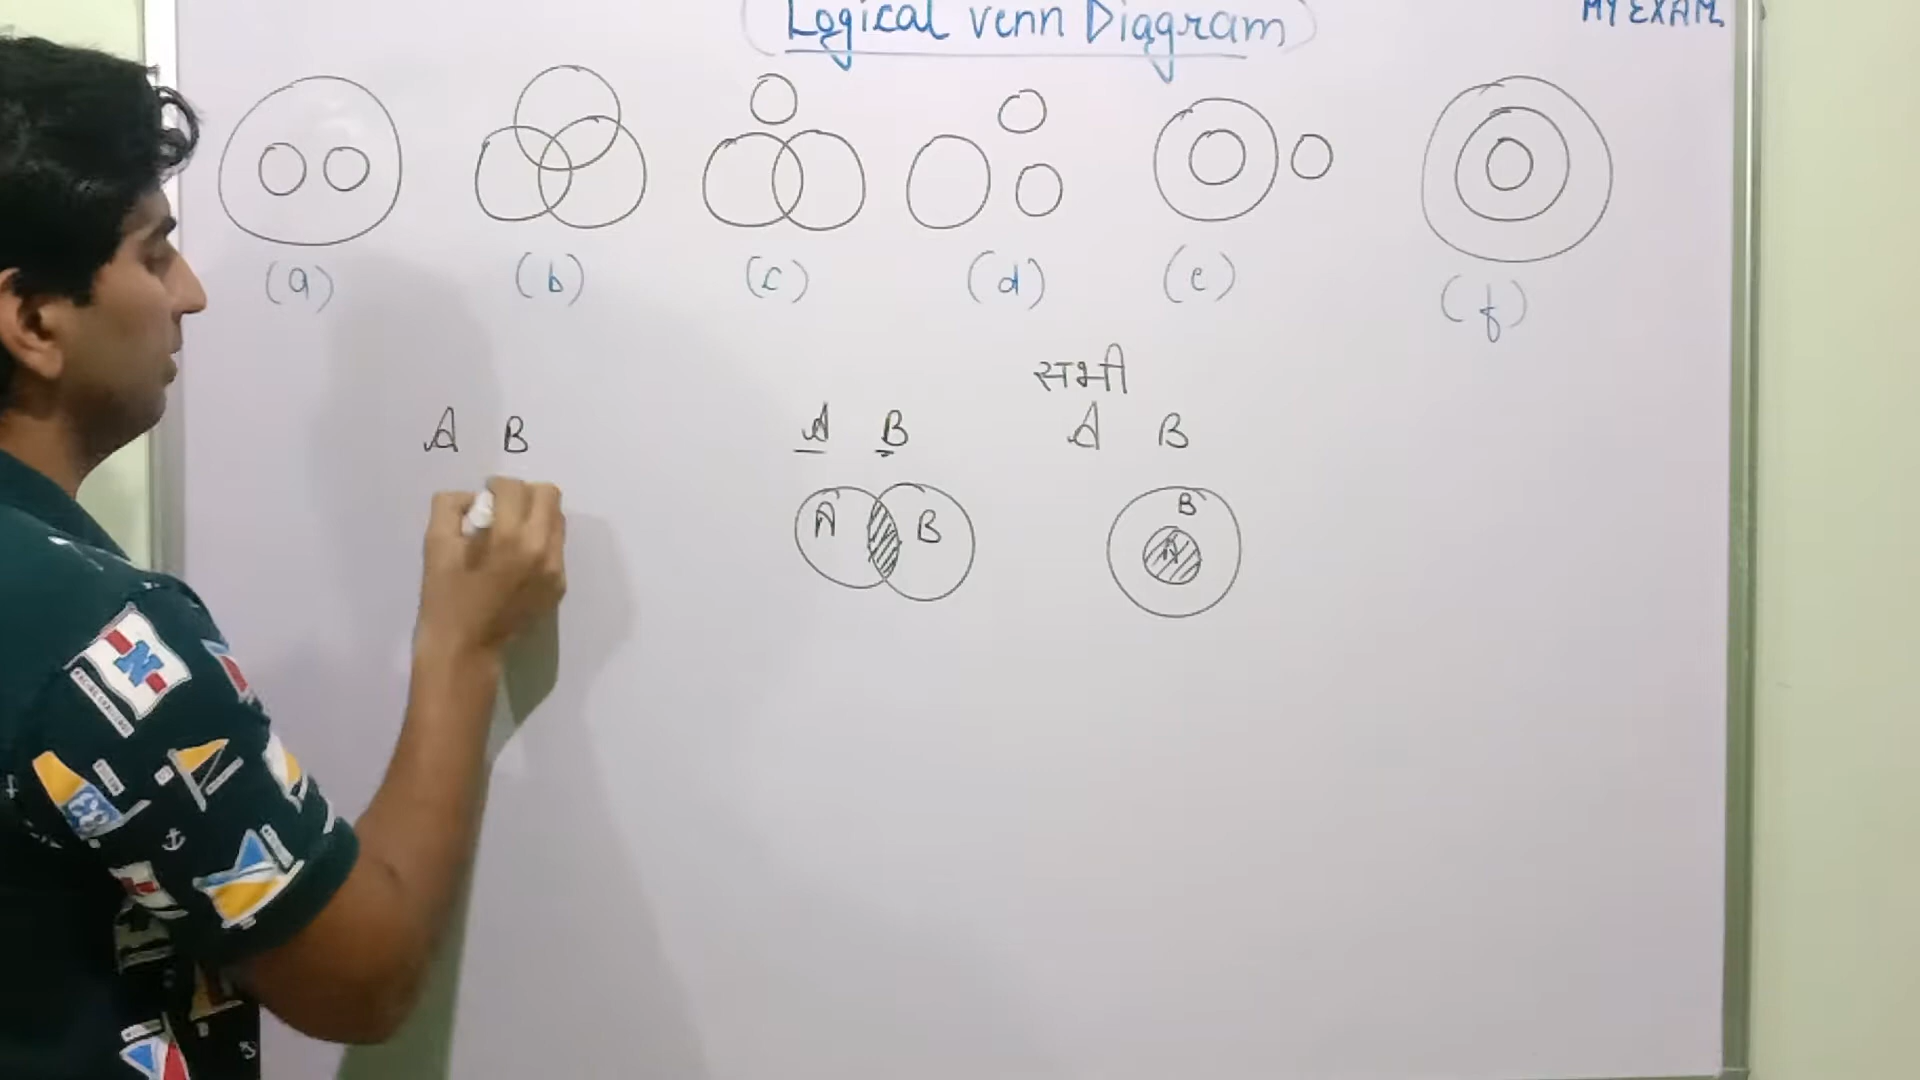 Logical Venn Diagram
MY EXAM
(a) (b) (c) (d) (e) (f)
सभी
A B A B A B
A B B A
N